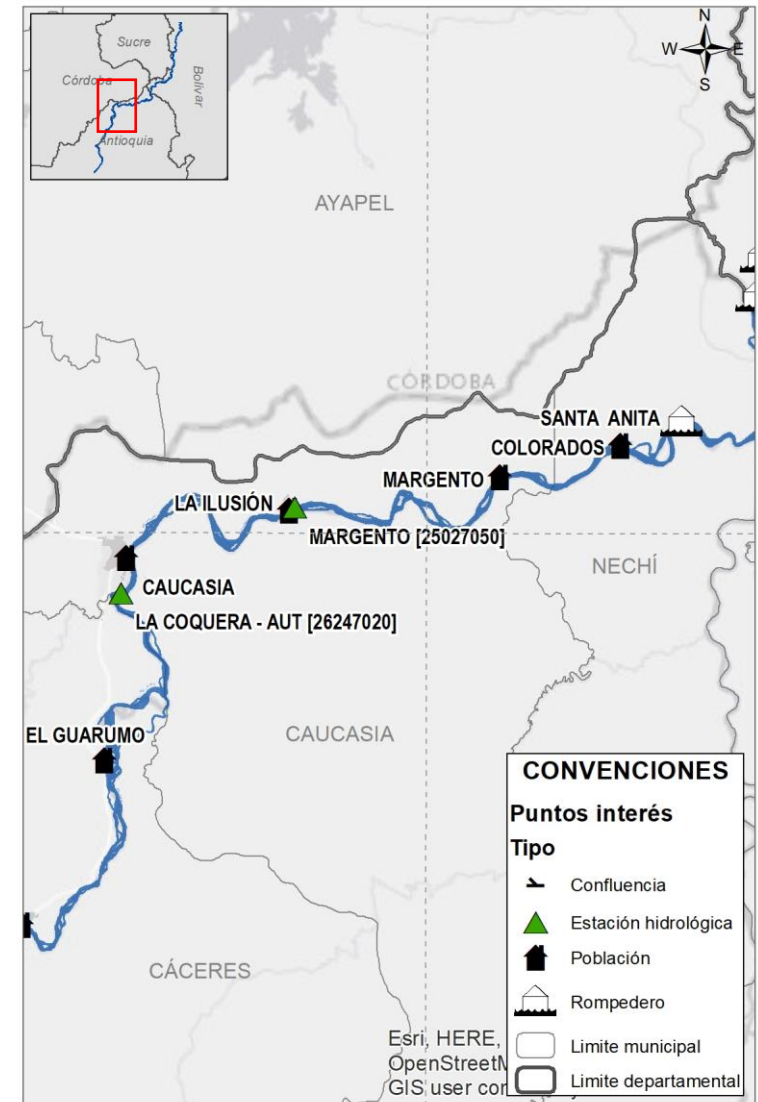 Sucre
Córdoba
Bolivar
Antioquia
N
W
E
S
AYAPEL
CÓRDOBA
SANTA ANITA
COLORADOS
MARGENTO
LA ILUSIÓN
MARGENTO [25027050]
NECHÍ
CAUCASIA
LA COQUERA - AUT [26247020]
EL GUARUMO
CAUCASIA
CÁCERES
CONVENCIONES
Puntos interés
Tipo
Confluencia
Estación hidrológica
Población
Rompedero
Limite municipal
Limite departamental
Esri, HERE,
OpenStreetM
GIS user cor